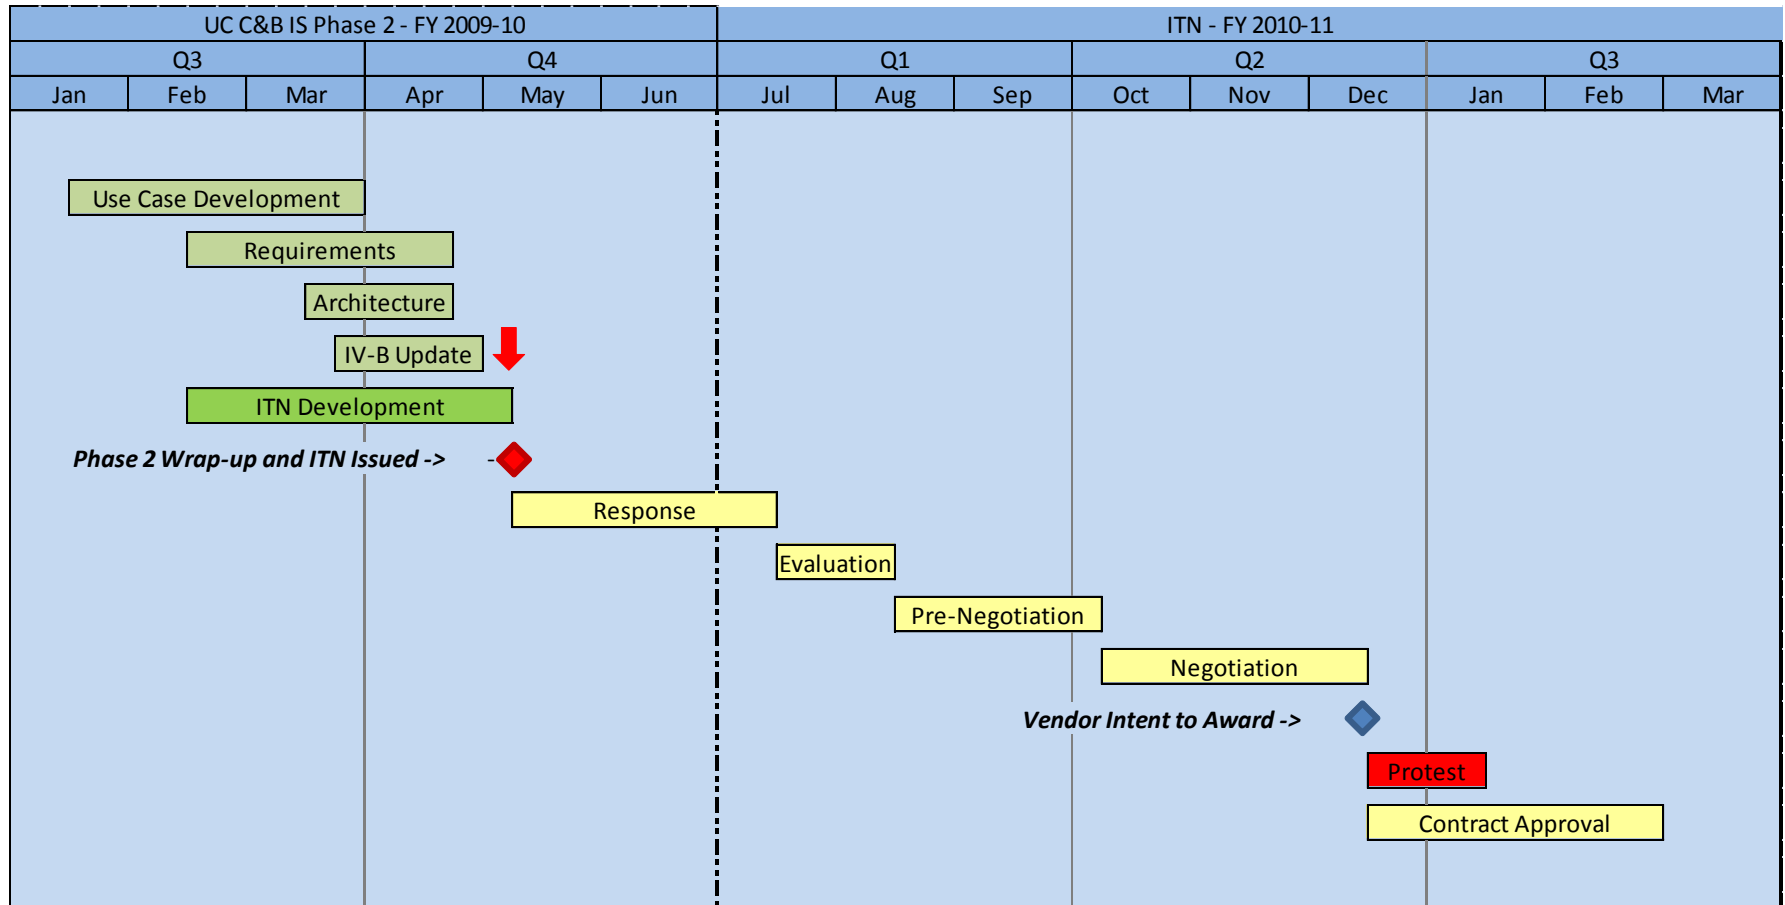 UC C&B IS Phase 2 - FY 2009-10 ITN - FY 2010-11
Q3 Q4 Q1 Q2 Q3
Jan Feb Mar Apr May Jun Jul Aug Sep Oct Nov Dec Jan Feb Mar
Use Case Development
Requirements
Architecture
IV-B Update
ITN Development
Phase 2 Wrap-up and ITN Issued -> -
Response
Evaluation
Pre-Negotiation
Negotiation
Vendor Intent to Award ->
Protest
Contract Approval